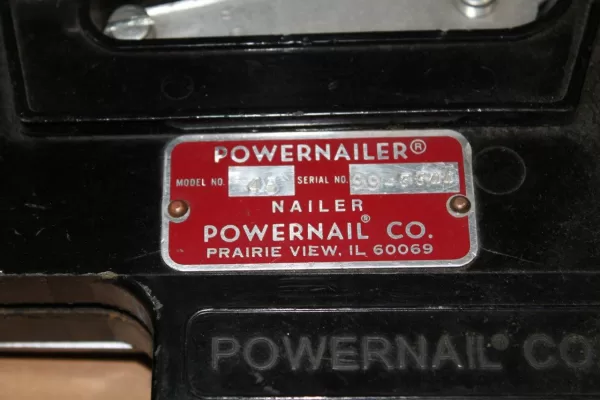 POWERNAILER®
MODEL NO. SERIAL NO.
NAILER
POWERNAIL® CO.
PRAIRIE VIEW, IL 60069
POWERNAIL® CO